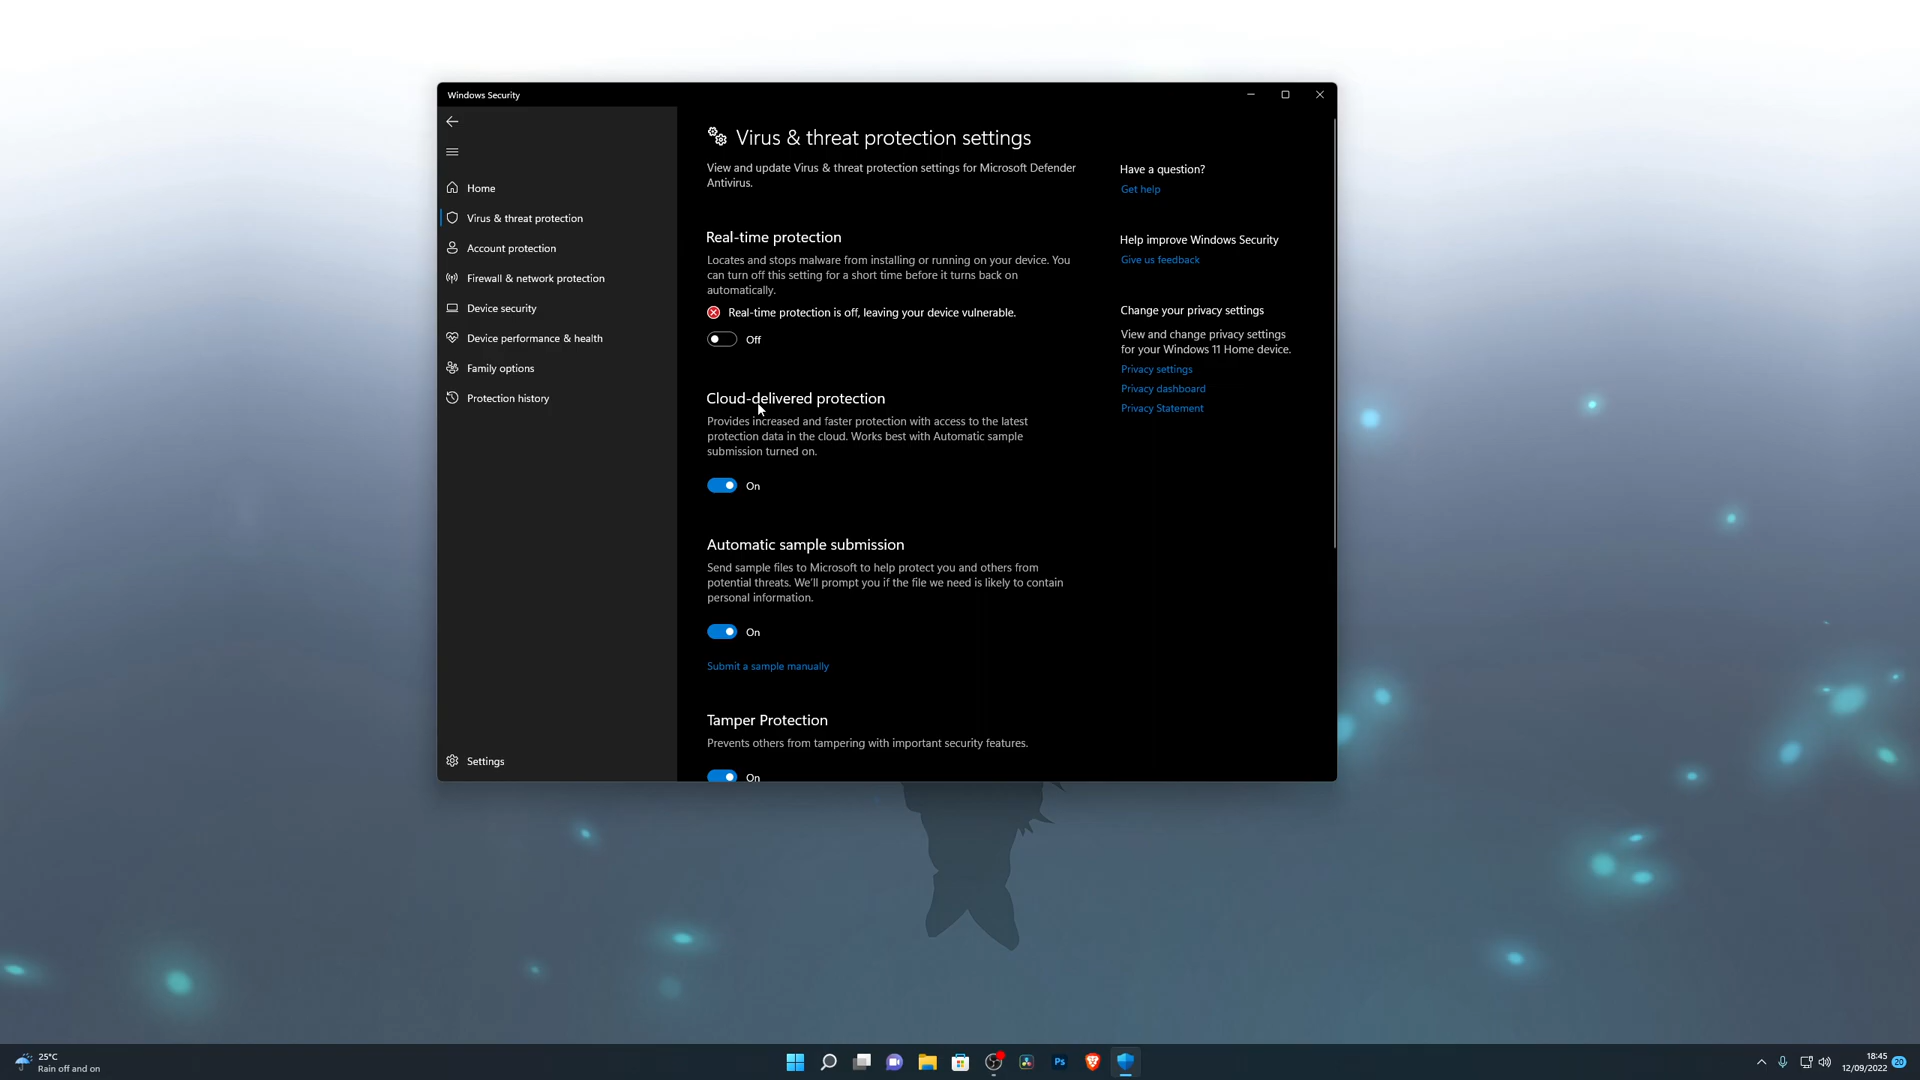 Windows Security
Home
Virus & threat protection
Account protection
Firewall & network protection
Device security
Device performance & health
Family options
Protection history
Settings
Virus & threat protection settings
View and update Virus & threat protection settings for Microsoft Defender
Antivirus.
Real-time protection
Locates and stops malware from installing or running on your device. You
can turn off this setting for a short time before it turns back on
automatically.
Real-time protection is off, leaving your device vulnerable.
Off
Cloud-delivered protection
Provides increased and faster protection with access to the latest
protection data in the cloud. Works best with Automatic sample
submission turned on.
On
Automatic sample submission
Send sample files to Microsoft to help protect you and others from
potential threats. We'll prompt you if the file we need is likely to contain
personal information.
On
Submit a sample manually
Tamper Protection
Prevents others from tampering with important security features.
On
Have a question?
Get help
Help improve Windows Security
Give us feedback
Change your privacy settings
View and change privacy settings
for your Windows 11 Home device.
Privacy settings
Privacy dashboard
Privacy Statement
25°C
Rain off and on
Ps
18:45
12/09/2022
20